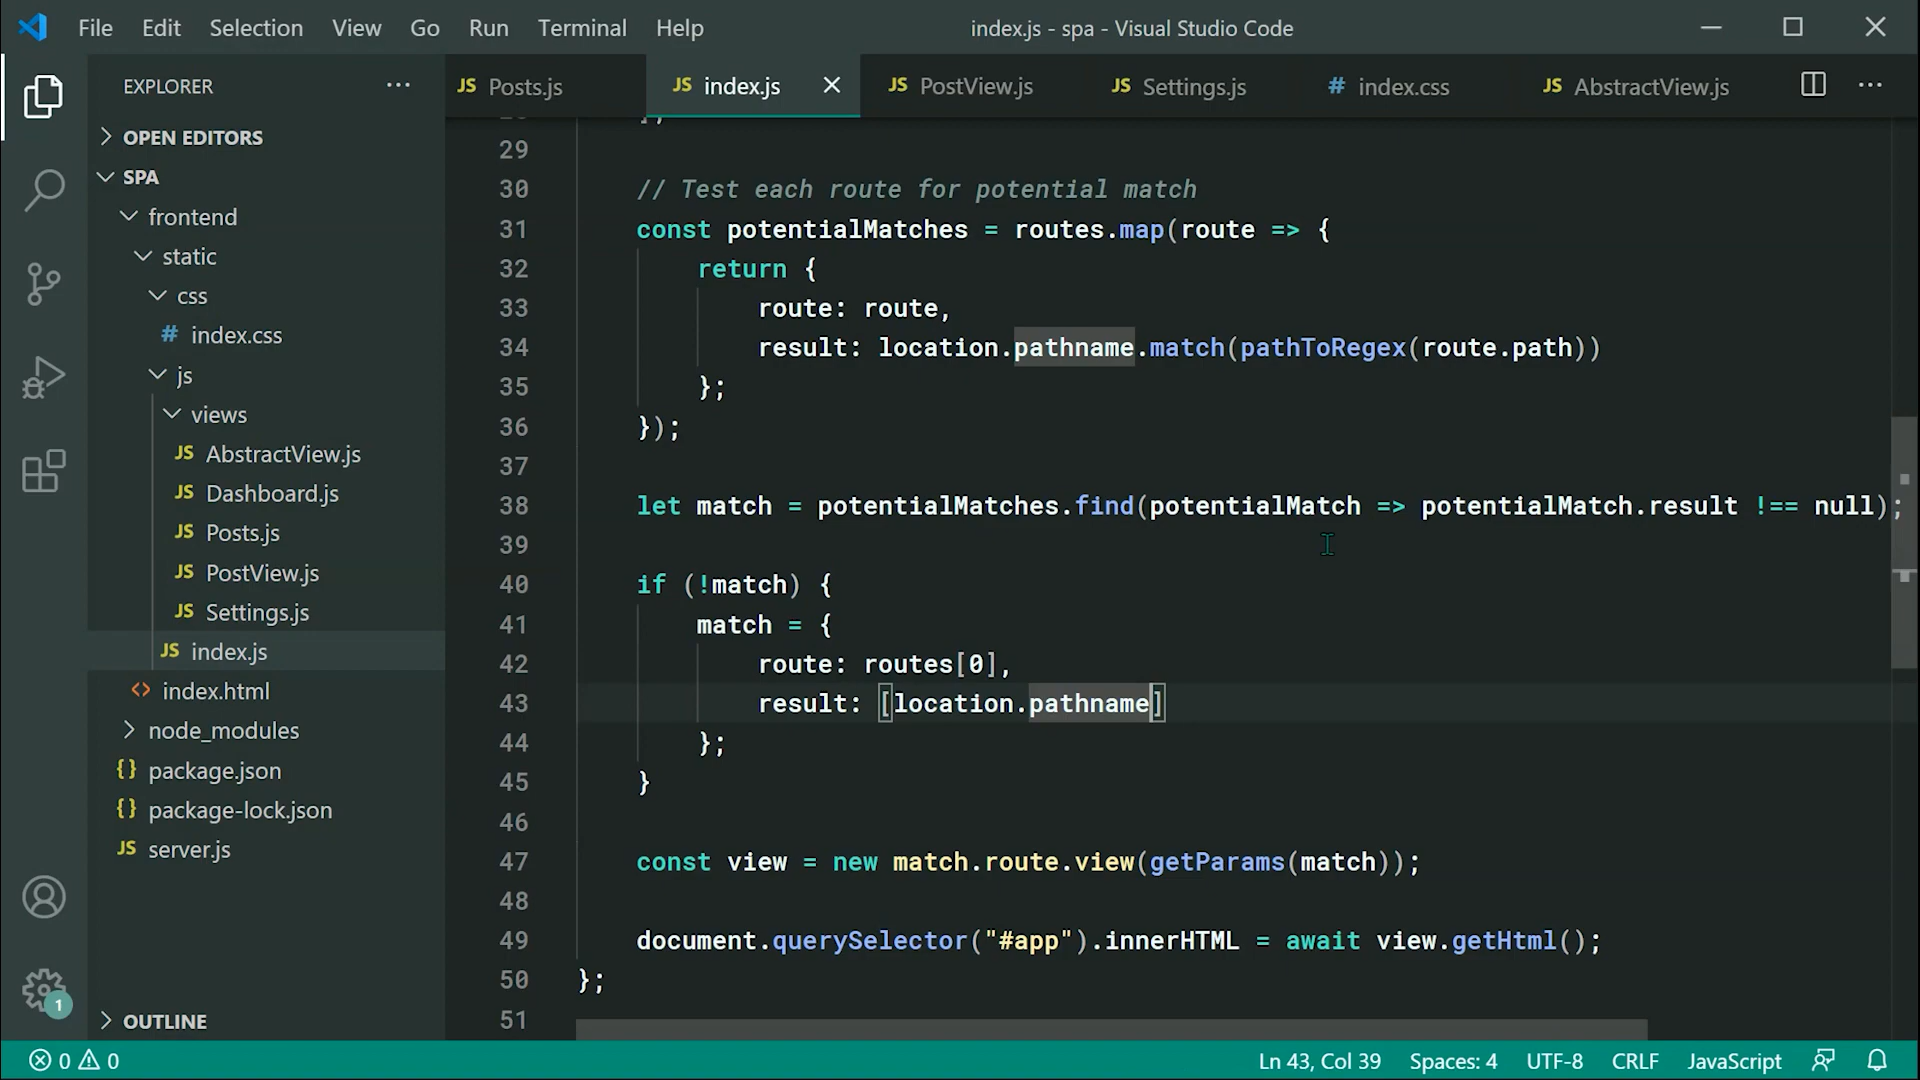 File Edit Selection View Go Run Terminal Help index.js - spa - Visual Studio Code
EXPLORER ···
JS Posts.js JS index.js JS PostView.js JS Settings.js # index.css JS AbstractView.js ···
OPEN EDITORS
SPA
frontend
static
css
# index.css
js
views
JS AbstractView.js
JS Dashboard.js
JS Posts.js
JS PostView.js
JS Settings.js
JS index.js
<> index.html
node_modules
{} package.json
{} package-lock.json
JS server.js
OUTLINE
1
29
30 // Test each route for potential match
31 const potentialMatches = routes.map(route => {
32 return {
33 route: route,
34 result: location.pathname.match(pathToRegex(route.path))
35 };
36 });
37
38 let match = potentialMatches.find(potentialMatch => potentialMatch.result !== null);
39
40 if (!match) {
41 match = {
42 route: routes[0],
43 result: [location.pathname]
44 };
45 }
46
47 const view = new match.route.view(getParams(match));
48
49 document.querySelector("#app").innerHTML = await view.getHtml();
50 };
51
0 0 Ln 43, Col 39 Spaces: 4 UTF-8 CRLF JavaScript